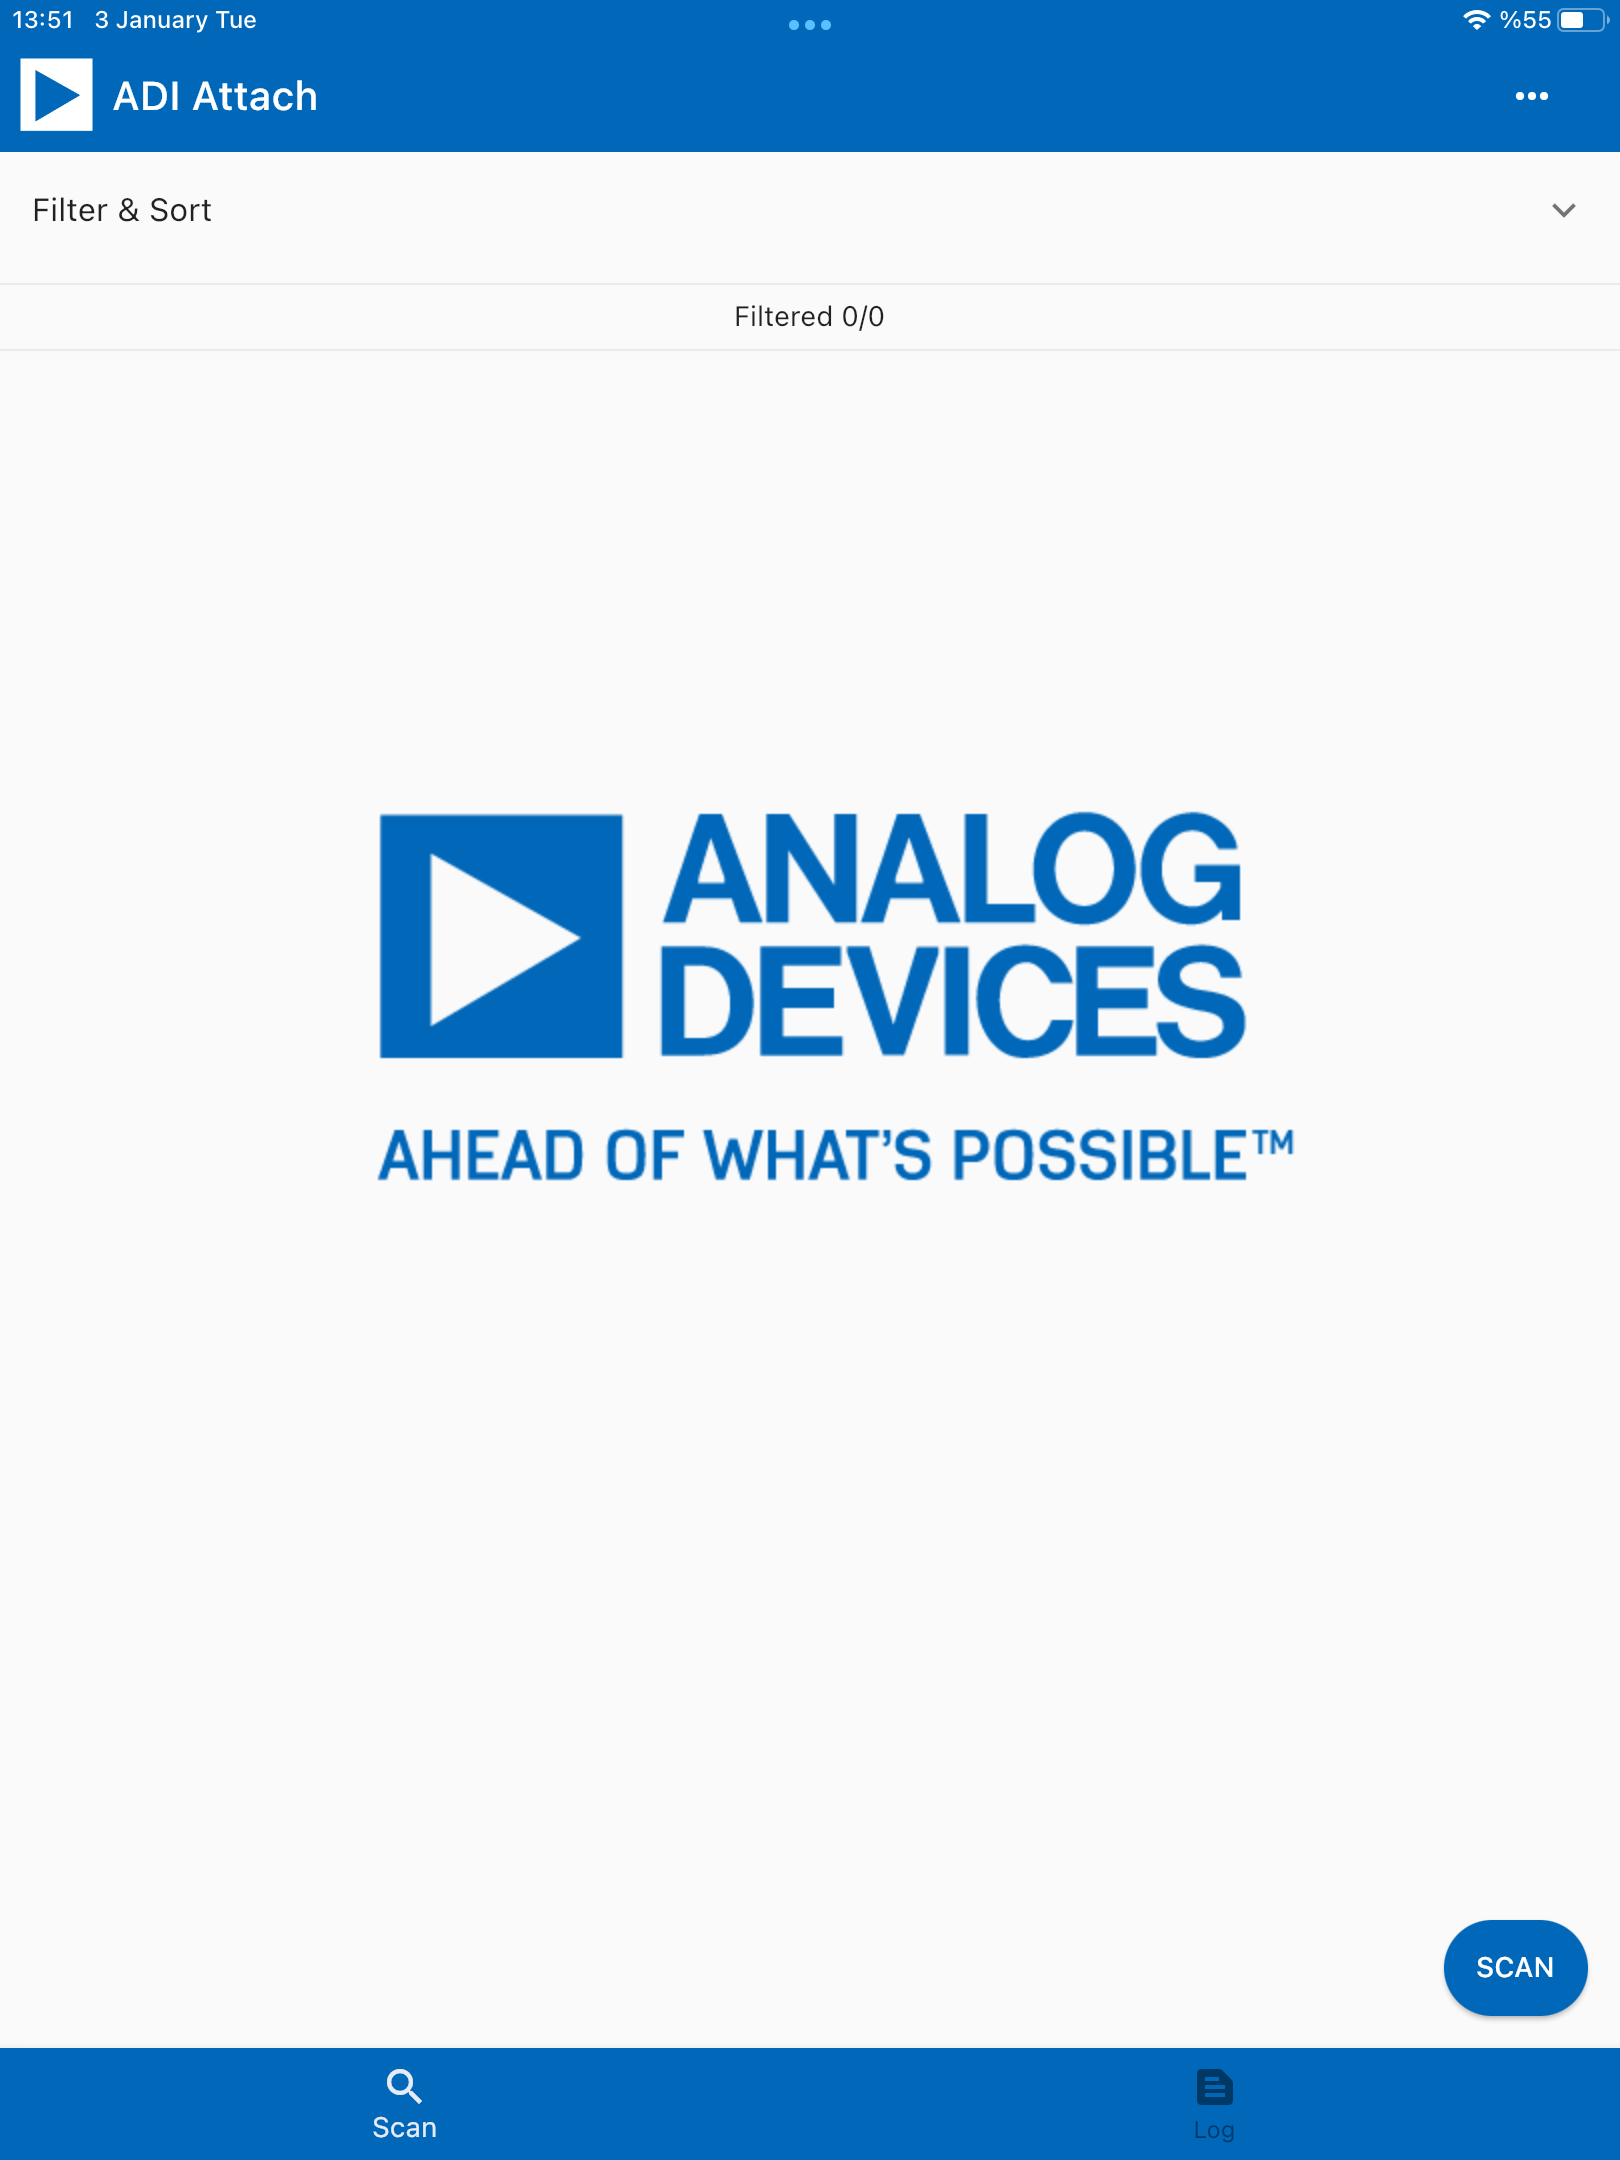 13:51 3 January Tue
%55
ADI Attach
Filter & Sort
Filtered 0/0
ANALOG
DEVICES
AHEAD OF WHAT'S POSSIBLE™
SCAN
Scan
Log